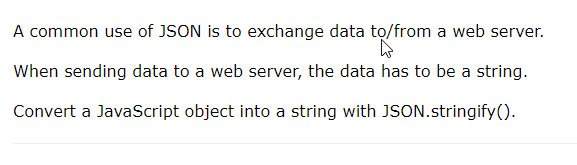 A common use of JSON is to exchange data to/from a web server.
When sending data to a web server, the data has to be a string.
Convert a JavaScript object into a string with JSON.stringify().